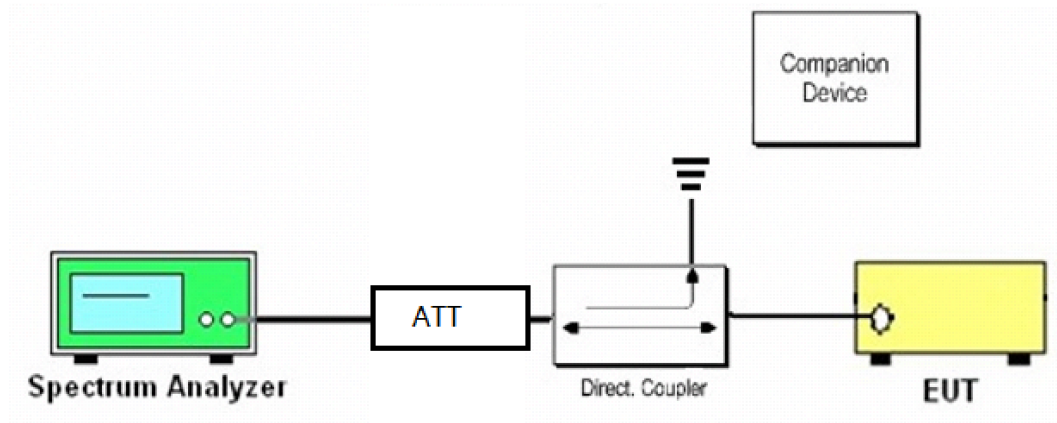 Companion
Device
ATT
Spectrum Analyzer
Direct. Coupler
EUT